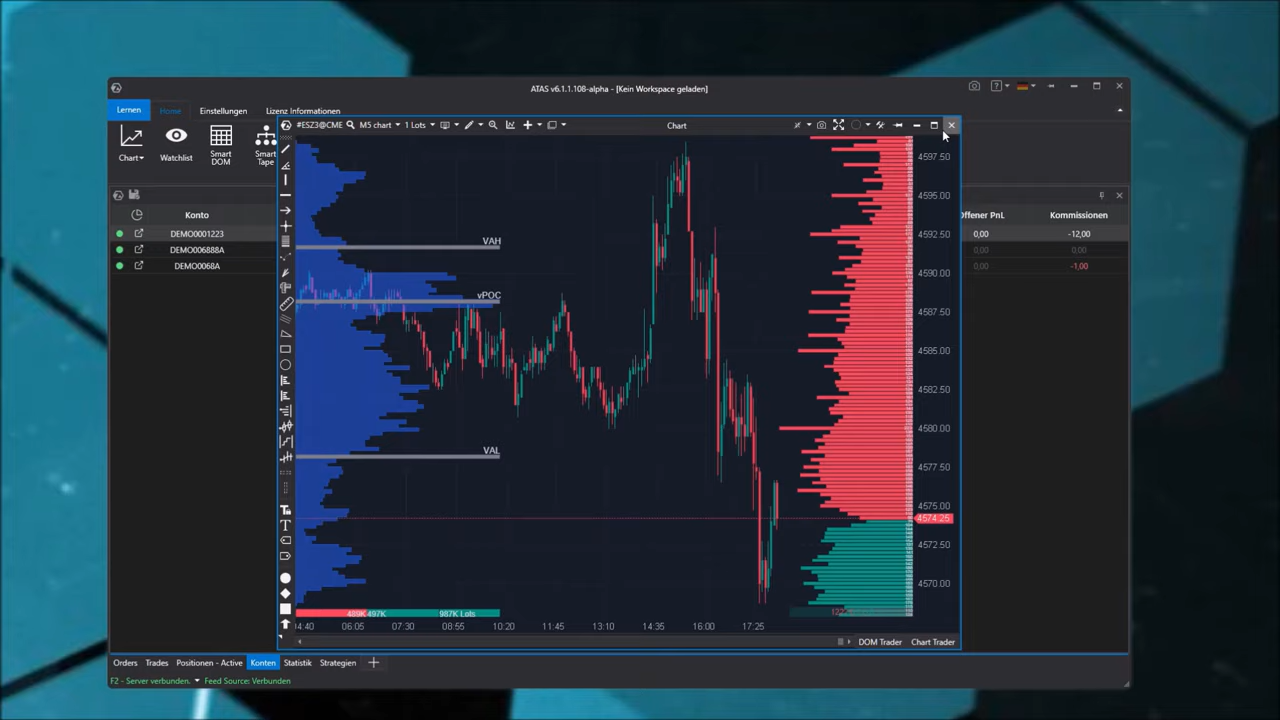 ATAS v6.1.1.108-alpha - [Kein Workspace geladen]
Lernen Home Einstellungen Lizenz Informationen
#ESZ3@CME M5 chart 1 Lots Chart
Chart Watchlist Smart DOM Smart Tape
Konto Offener PnL Kommissionen
DEMO0001223 0,00 -12,00
DEMO006888A 0,00 0,00
DEMO0068A 0,00 -1,00
VAH
vPOC
VAL
4597.50
4595.00
4592.50
4590.00
4587.50
4585.00
4582.50
4580.00
4577.50
4575.00
4574.25
4572.50
4570.00
489K 497K 987K Lots
04:40 06:05 07:30 08:55 10:20 11:45 13:10 14:35 16:00 17:25
DOM Trader Chart Trader
Orders Trades Positionen - Active Konten Statistik Strategien
F2 - Server verbunden. Feed Source: Verbunden